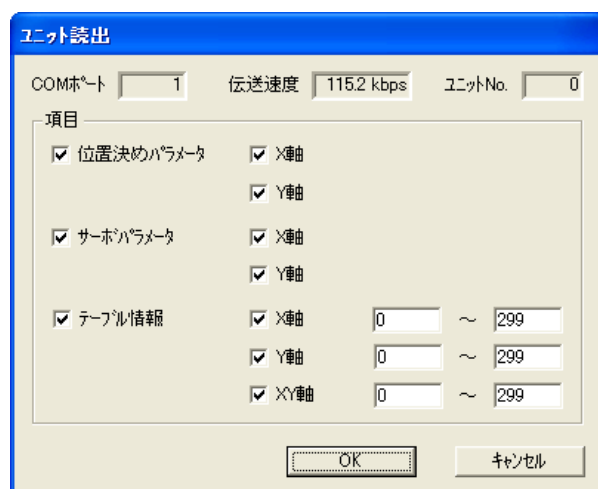 ﾕﾆｯﾄ読出
COMﾎﾟｰﾄ 1 伝送速度 115.2 kbps ﾕﾆｯﾄNo. 0
項目
位置決めﾊﾟﾗﾒｰﾀ X軸
Y軸
ｻｰﾎﾞﾊﾟﾗﾒｰﾀ X軸
Y軸
ﾃｰﾌﾞﾙ情報 X軸 0 ～ 299
Y軸 0 ～ 299
XY軸 0 ～ 299
OK ｷｬﾝｾﾙ